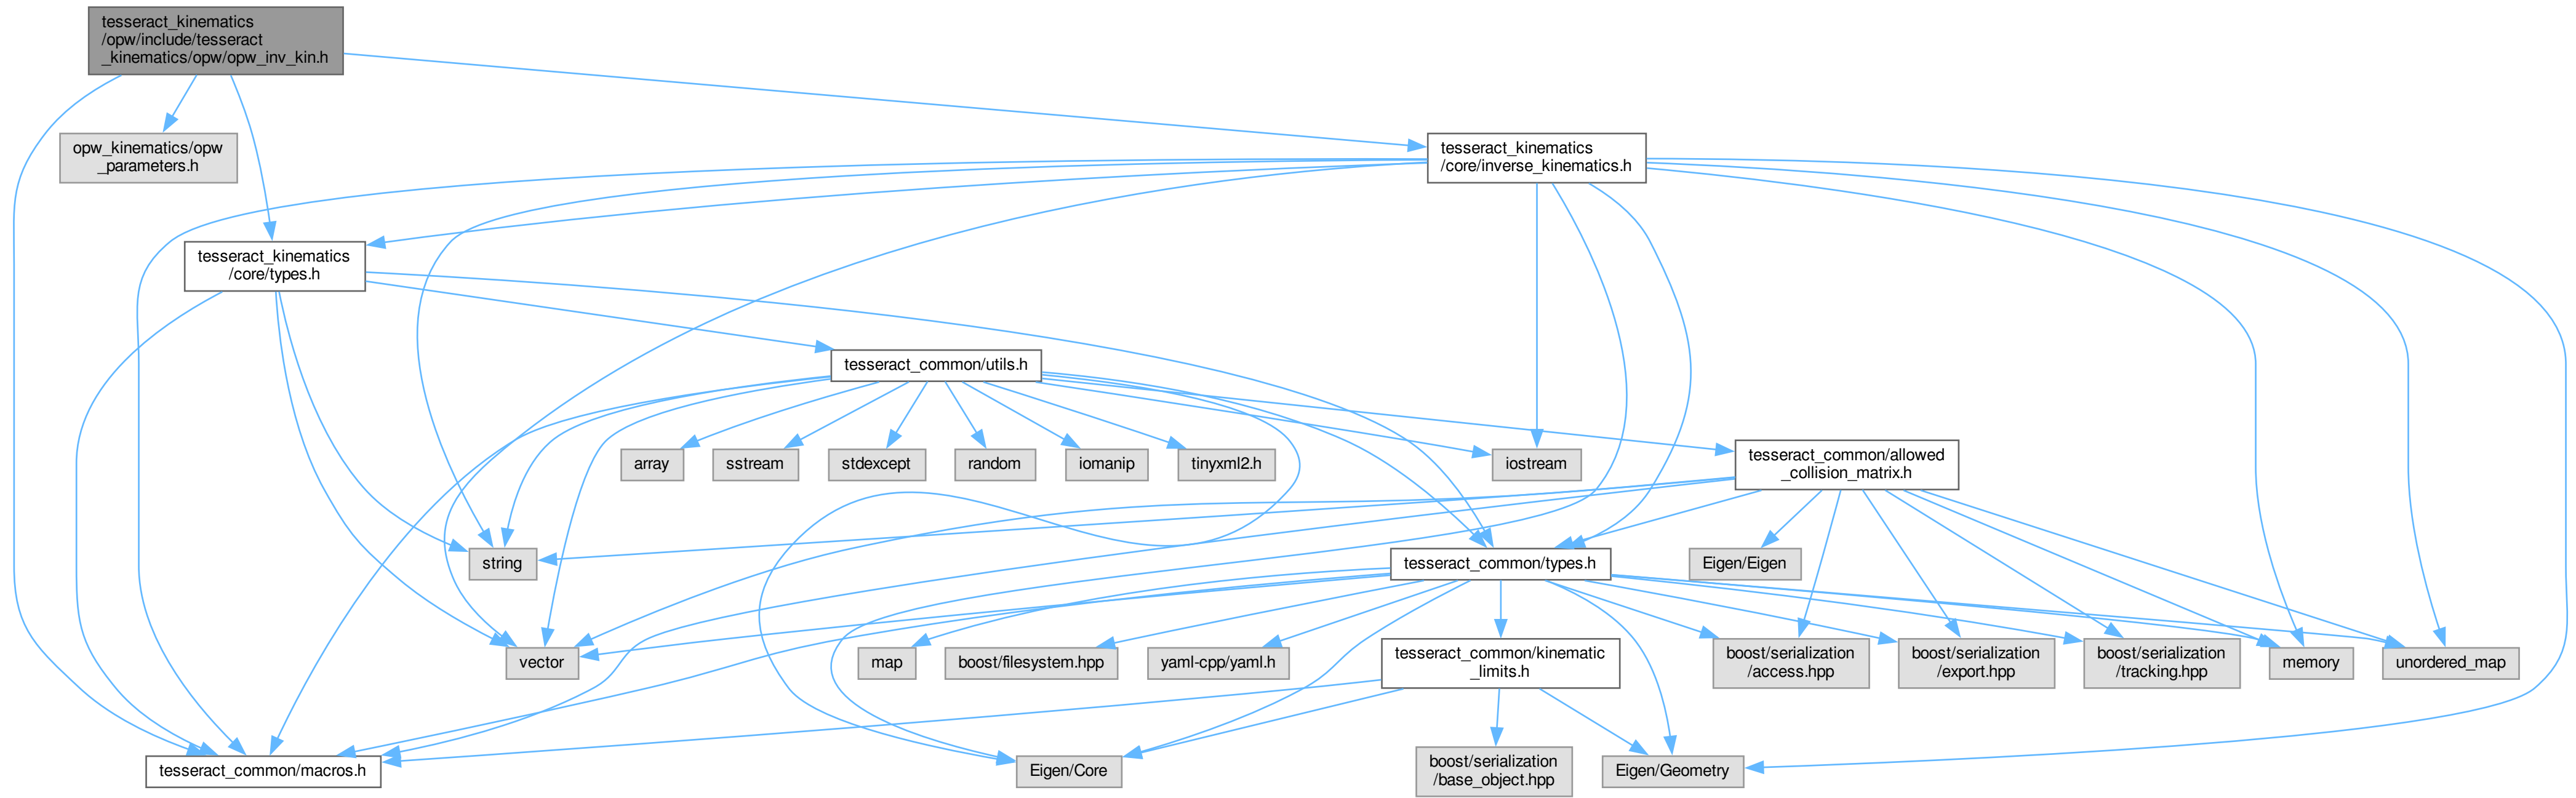 tesseract_kinematics
/opw/include/tesseract
_kinematics/opw/opw_inv_kin.h
opw_kinematics/opw
_parameters.h
tesseract_kinematics
/core/inverse_kinematics.h
tesseract_kinematics
/core/types.h
tesseract_common/utils.h
array
sstream
stdexcept
random
iomanip
tinyxml2.h
iostream
tesseract_common/allowed
_collision_matrix.h
string
tesseract_common/types.h
Eigen/Eigen
vector
map
boost/filesystem.hpp
yaml-cpp/yaml.h
tesseract_common/kinematic
_limits.h
boost/serialization
/access.hpp
boost/serialization
/export.hpp
boost/serialization
/tracking.hpp
memory
unordered_map
tesseract_common/macros.h
Eigen/Core
boost/serialization
/base_object.hpp
Eigen/Geometry